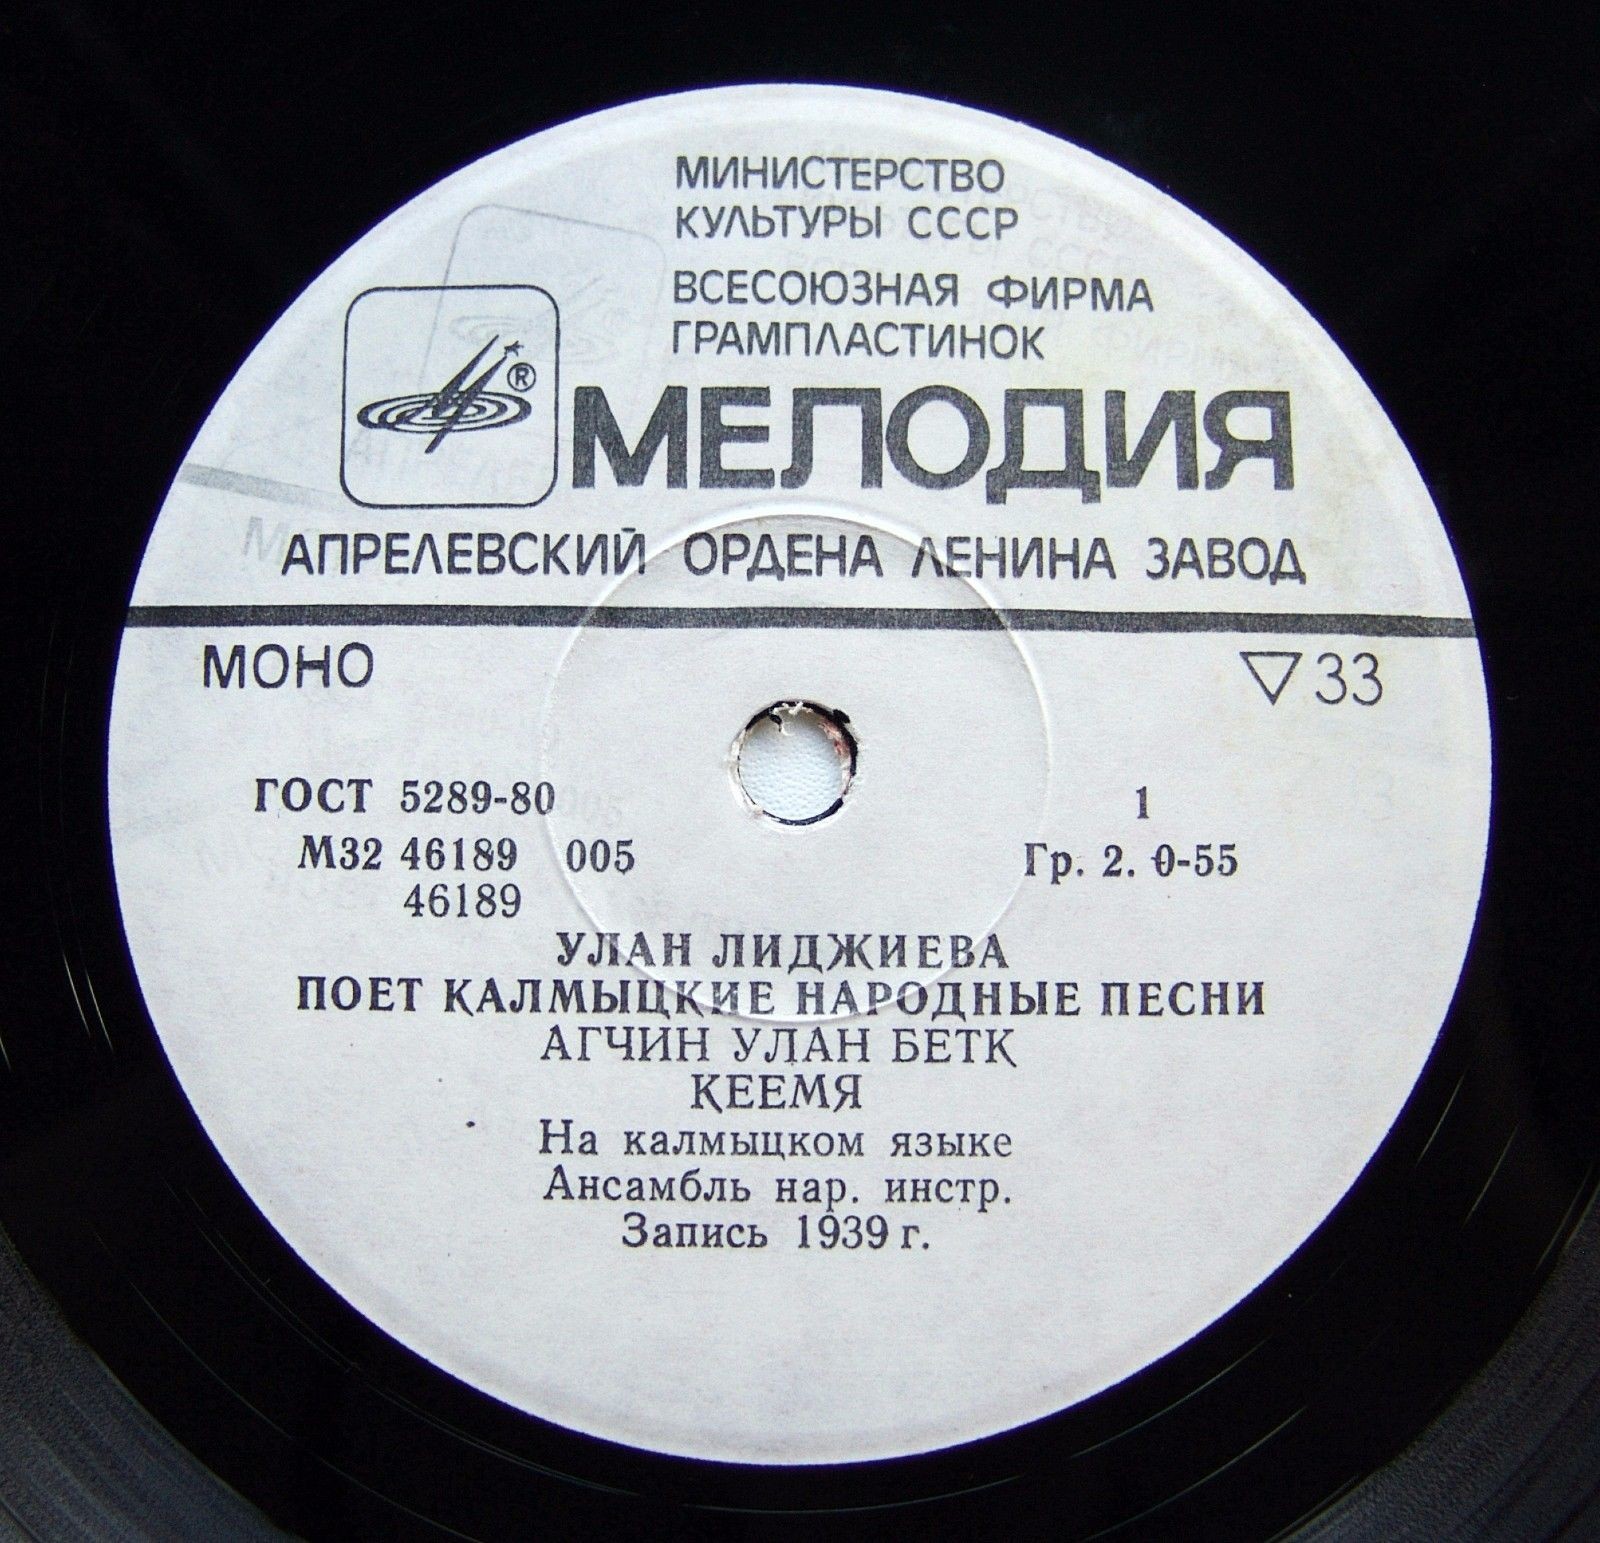 МИНИСТЕРСТВО
КУЛЬТУРЫ СССР
ВСЕСОЮЗНАЯ ФИРМА
ГРАМПЛАСТИНОК
®
МЕЛОДИЯ
АПРЕЛЕВСКИЙ ОРДЕНА ЛЕНИНА ЗАВОД
МОНО
▽33
ГОСТ 5289-80
1
М32 46189 005
Гр. 2. 0-55
46189
УЛАН ЛИДЖИЕВА
ПОЕТ КАЛМЫЦКИЕ НАРОДНЫЕ ПЕСНИ
АГЧИН УЛАН БЕТК
КЕЕМЯ
На калмыцком языке
Ансамбль нар. инстр.
Запись 1939 г.